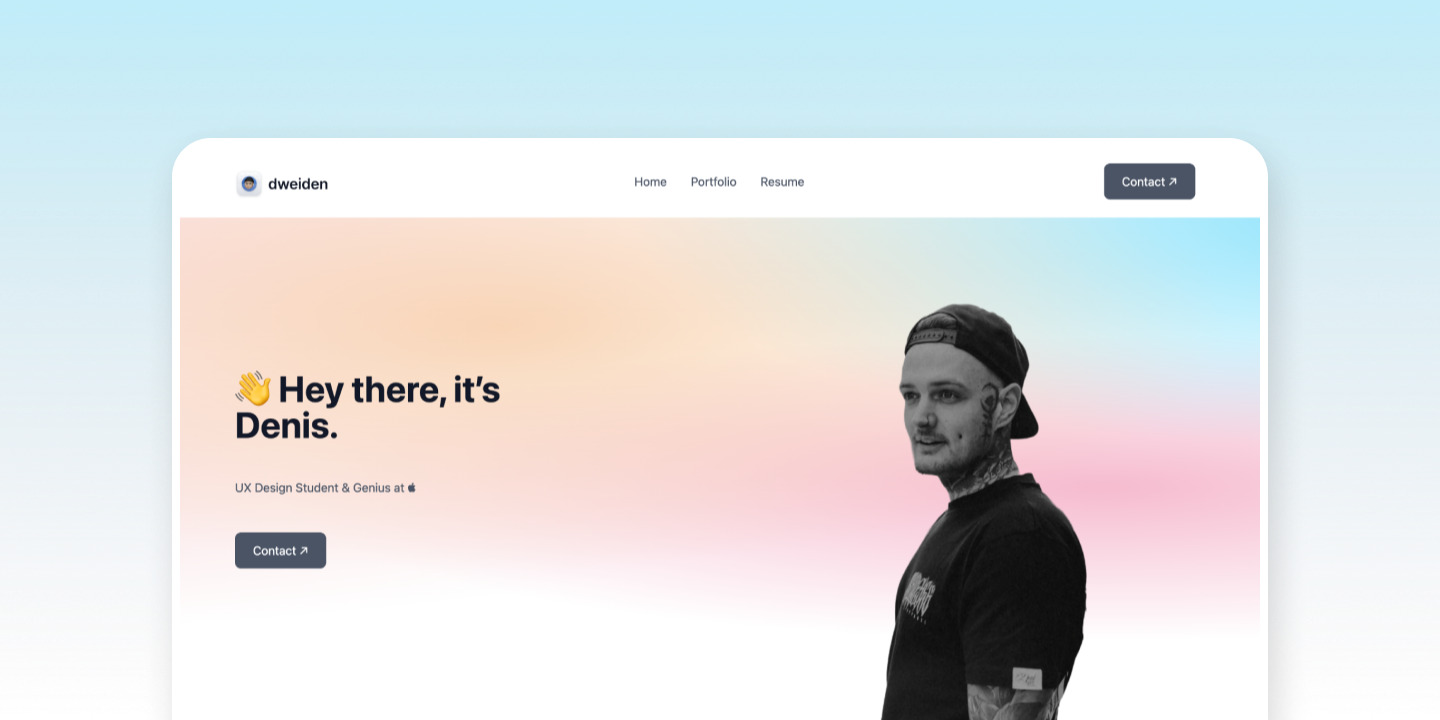 dweiden
Home Portfolio Resume
Contact ↗
👋 Hey there, it’s
Denis.
UX Design Student & Genius at 
Contact ↗